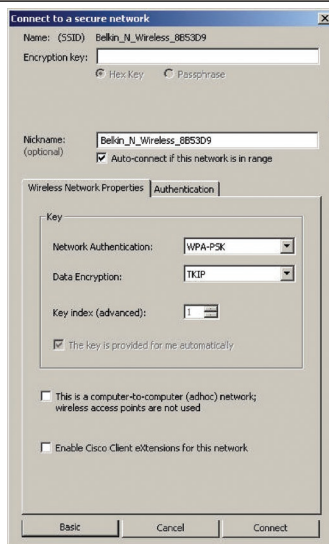 Connect to a secure network
Name: (SSID) Belkin_N_Wireless_8B53D9
Encryption key:
Hex Key Passphrase
Nickname: Belkin_N_Wireless_8B53D9
(optional)
Auto-connect if this network is in range
Wireless Network Properties Authentication
Key
Network Authentication: WPA-PSK
Data Encryption: TKIP
Key index (advanced): 1
The key is provided for me automatically
This is a computer-to-computer (adhoc) network;
wireless access points are not used
Enable Cisco Client eXtensions for this network
Basic Cancel Connect